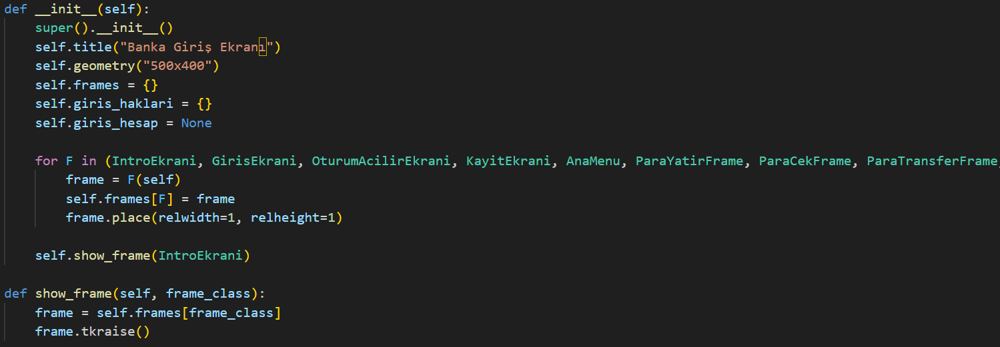 def __init__(self):
    super().__init__()
    self.title("Banka Giriş Ekranı")
    self.geometry("500x400")
    self.frames = {}
    self.giris_haklari = {}
    self.giris_hesap = None
    for F in (IntroEkrani, GirisEkrani, OturumAcilirEkrani, KayitEkrani, AnaMenu, ParaYatirFrame, ParaCekFrame, ParaTransferFrame,
        frame = F(self)
        self.frames[F] = frame
        frame.place(relwidth=1, relheight=1)
    self.show_frame(IntroEkrani)
def show_frame(self, frame_class):
    frame = self.frames[frame_class]
    frame.tkraise()